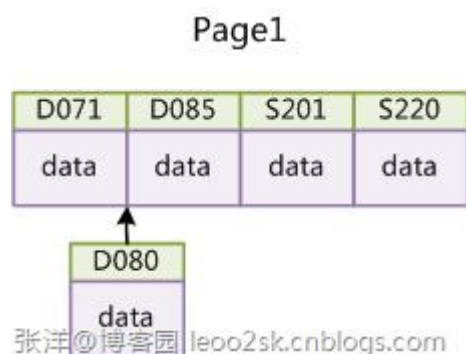 Page1
D071 D085 S201 S220
data data data data
D080
data
张洋@博客园 leoo2sk.cnblogs.com